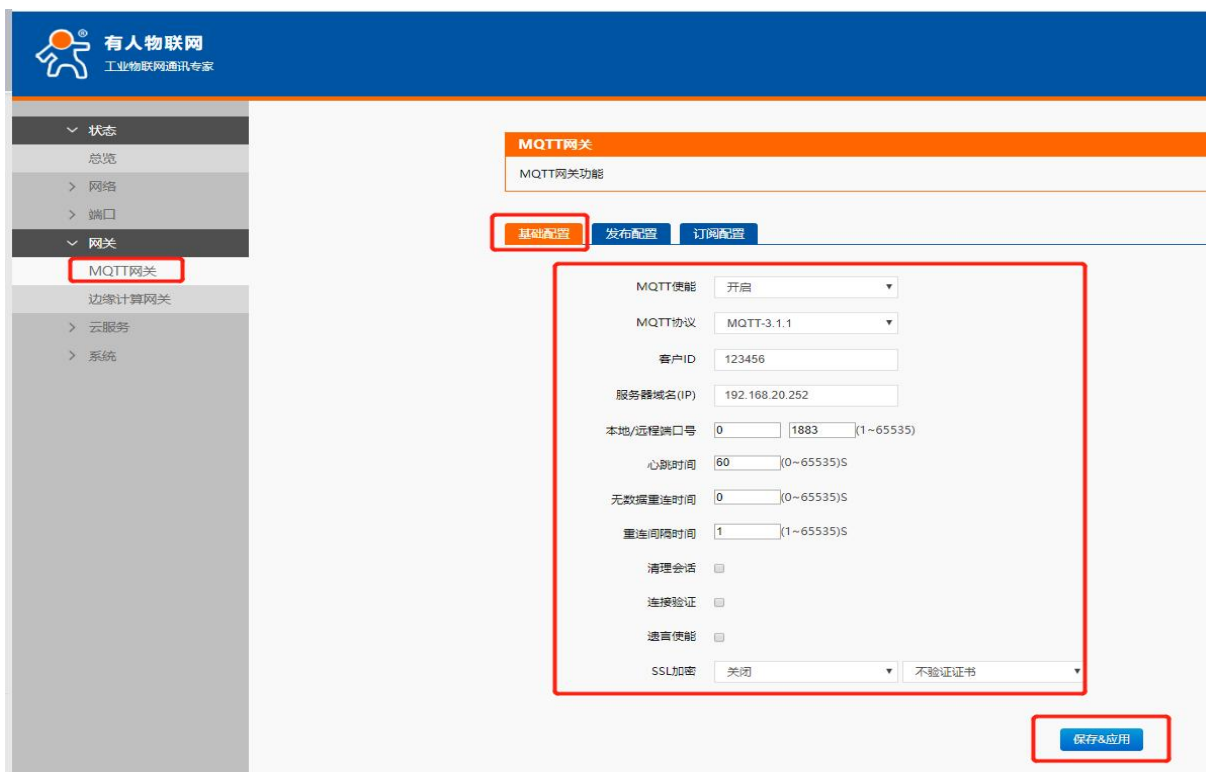 有人物联网
工业物联网通讯专家
状态
总览
网络
端口
网关
MQTT网关
边缘计算网关
云服务
系统
MQTT网关
MQTT网关功能
基础配置 发布配置 订阅配置
MQTT使能 开启
MQTT协议 MQTT-3.1.1
客户ID 123456
服务器域名(IP) 192.168.20.252
本地/远程端口号 0 1883 (1~65535)
心跳时间 60 (0~65535)S
无数据重连时间 0 (0~65535)S
重连间隔时间 1 (1~65535)S
清理会话
连接验证
遗言使能
SSL加密 关闭 不验证证书
保存&应用